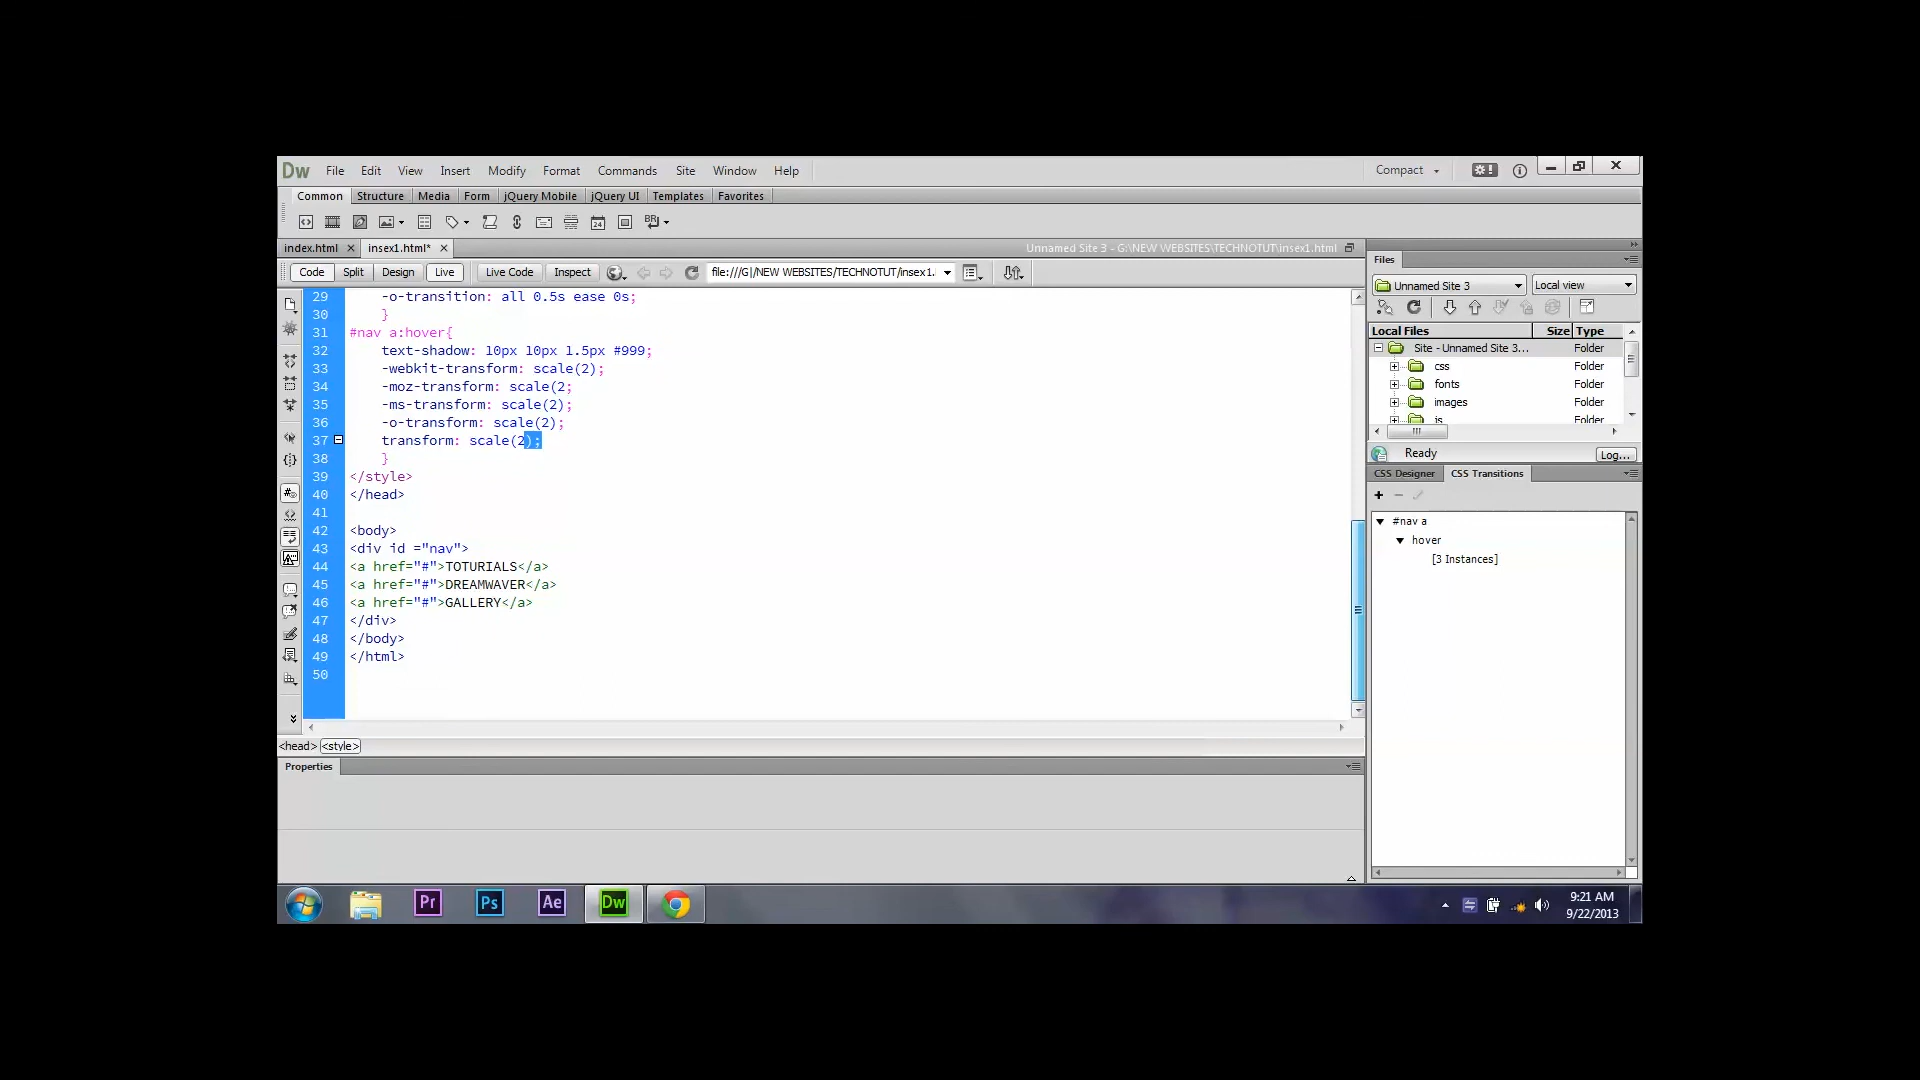 Dw File Edit View Insert Modify Format Commands Site Window Help Compact
Common Structure Media Form jQuery Mobile jQuery UI Templates Favorites
index.html insex1.html* Unnamed Site 3 - G:\NEW WEBSITES\TECHNOTUT\insex1.html
Code Split Design Live Live Code Inspect file:///G|/NEW WEBSITES/TECHNOTUT/insex1.
29 -o-transition: all 0.5s ease 0s;
30 }
31 #nav a:hover{
32 text-shadow: 10px 10px 1.5px #999;
33 -webkit-transform: scale(2);
34 -moz-transform: scale(2;
35 -ms-transform: scale(2);
36 -o-transform: scale(2);
37 transform: scale(2);
38 }
39 </style>
40 </head>
41
42 <body>
43 <div id ="nav">
44 <a href="#">TOTURIALS</a>
45 <a href="#">DREAMWAVER</a>
46 <a href="#">GALLERY</a>
47 </div>
48 </body>
49 </html>
50
<head> <style>
Properties
Files
Unnamed Site 3 Local view
Local Files Size Type
Site - Unnamed Site 3... Folder
css Folder
fonts Folder
images Folder
js Folder
Ready Log...
CSS Designer CSS Transitions
#nav a
hover
[3 Instances]
Pr Ps Ae Dw
9:21 AM
9/22/2013